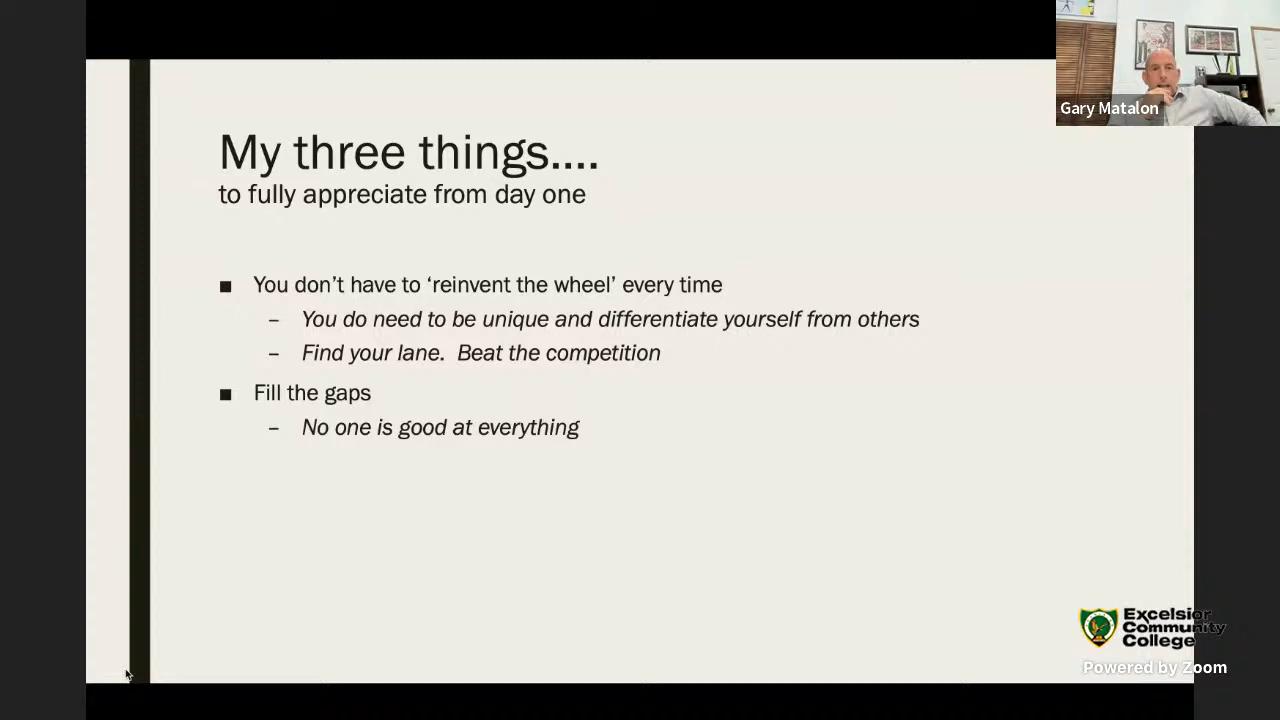 Gary Matalon
My three things....
to fully appreciate from day one
■ You don’t have to ‘reinvent the wheel’ every time
– You do need to be unique and differentiate yourself from others
– Find your lane.  Beat the competition
■ Fill the gaps
– No one is good at everything
Excelsior
Community
College
Powered by Zoom